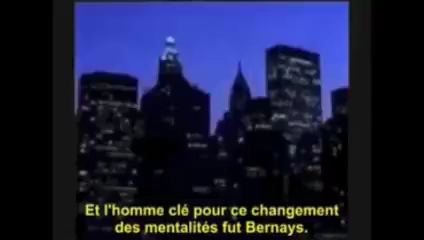 Et l'homme clé pour ce changement
des mentalités fut Bernays.